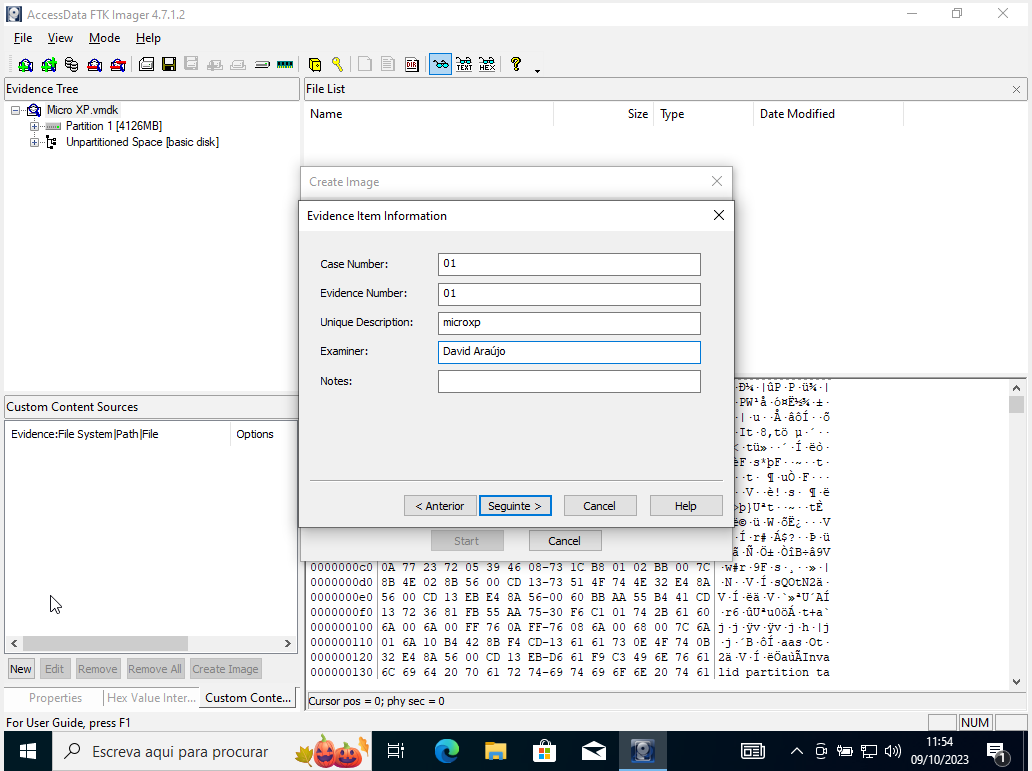 AccessData FTK Imager 4.7.1.2
File View Mode Help
Evidence Tree
Micro XP.vmdk
Partition 1 [4126MB]
Unpartitioned Space [basic disk]
File List
Name Size Type Date Modified
Create Image
Evidence Item Information
Case Number: 01
Evidence Number: 01
Unique Description: microxp
Examiner: David Araújo
Notes:
< Anterior Seguinte > Cancel Help
Start Cancel
Custom Content Sources
Evidence:File System|Path|File Options
New Edit Remove Remove All Create Image
Properties Hex Value Inter... Custom Conte...
0000000c0 0A 77 23 72 05 39 46 08-73 1C B8 01 02 BB 00 7C
0000000d0 8B 4E 02 8B 56 00 CD 13-73 51 4F 74 4E 32 E4 8A
0000000e0 56 00 CD 13 EB E4 8A 56-00 60 BB AA 55 B4 41 CD
0000000f0 13 72 36 81 FB 55 AA 75-30 F6 C1 01 74 2B 61 60
000000100 6A 00 6A 00 FF 76 0A FF-76 08 6A 00 68 00 7C 6A
000000110 01 6A 10 B4 42 8B F4 CD-13 61 61 73 0E 4F 74 0B
000000120 32 E4 8A 56 00 CD 13 EB-D6 61 F9 C3 49 6E 76 61 2ä·V·Í·ëÖaùÃInva
000000130 6C 69 64 20 70 61 72 74-69 74 69 6F 6E 20 74 61 lid partition ta
Cursor pos = 0; phy sec = 0
For User Guide, press F1
NUM
Escreva aqui para procurar
11:54
09/10/2023
1